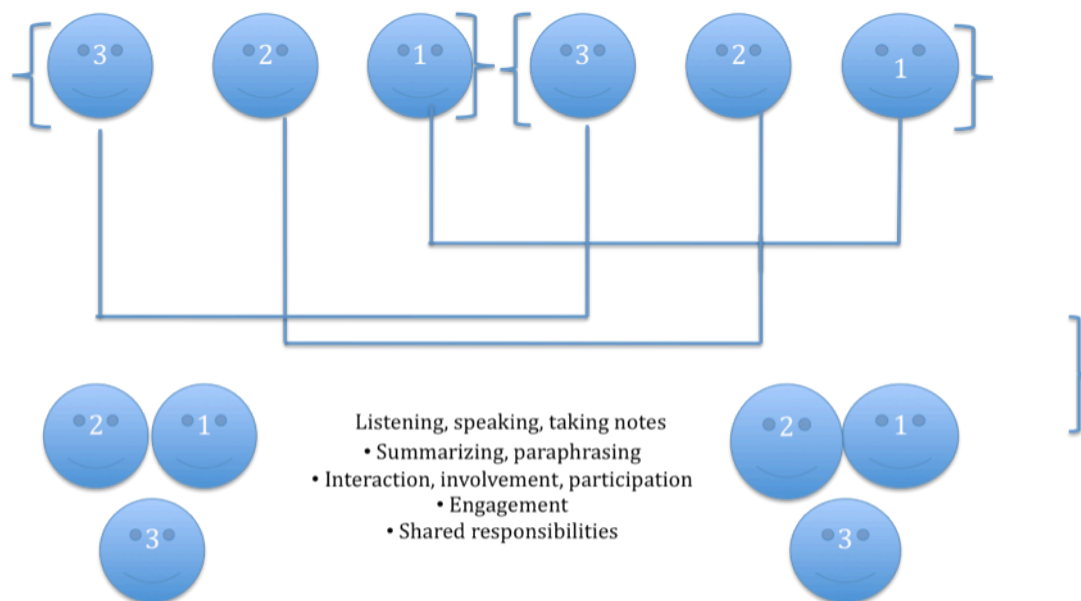 3 2 1 3 2 1
2 1 2 1
Listening, speaking, taking notes
• Summarizing, paraphrasing
• Interaction, involvement, participation
• Engagement
• Shared responsibilities
3 3